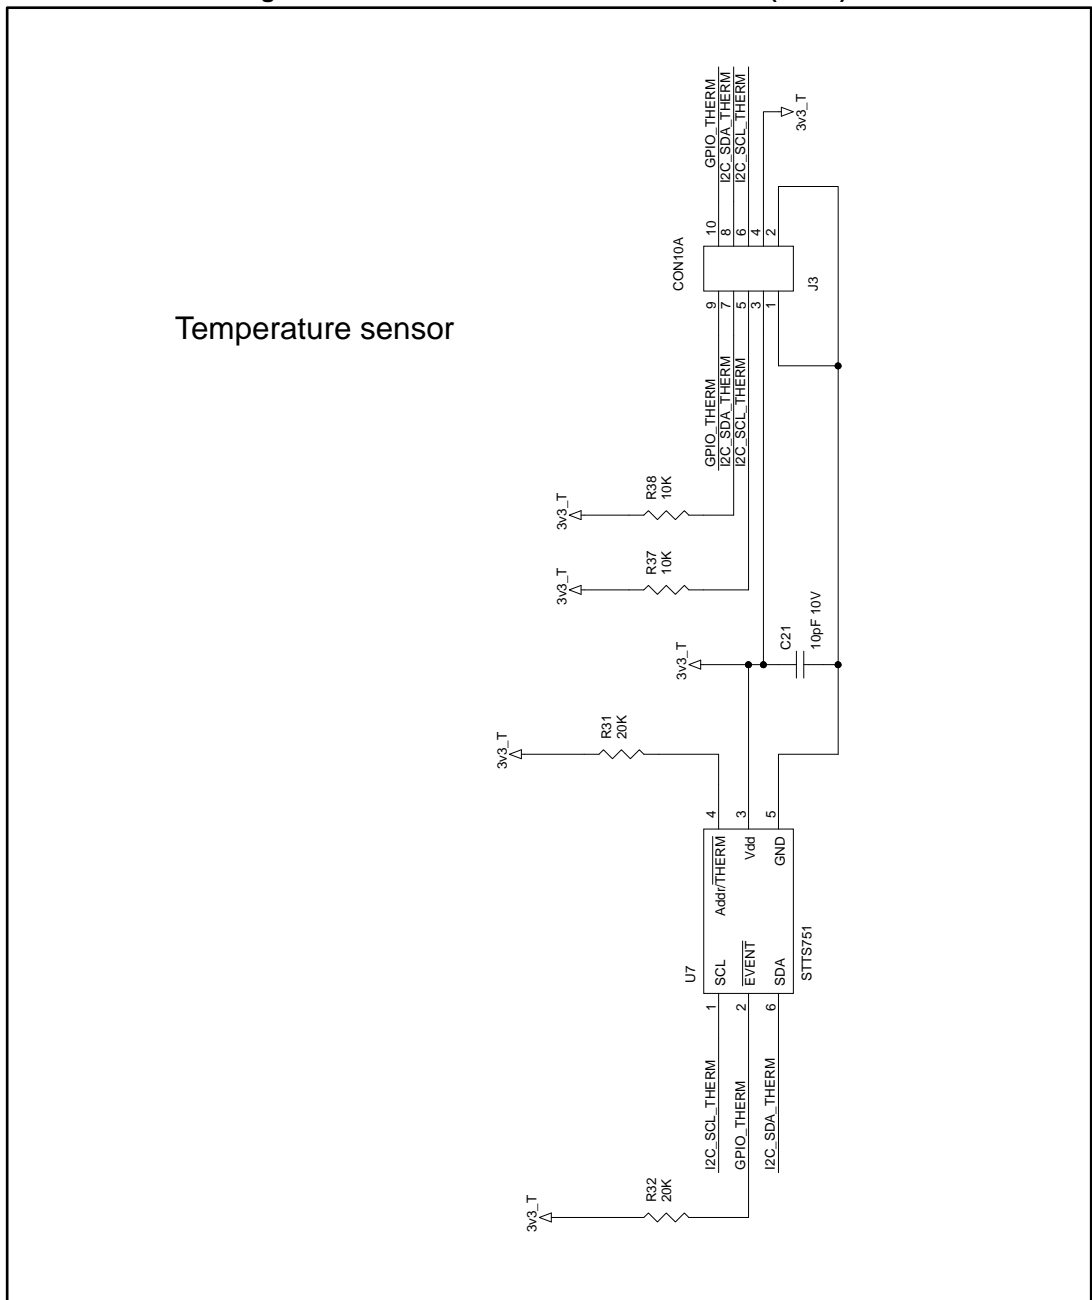 Temperature sensor
GPIO_THERM
I2C_SDA_THERM
I2C_SCL_THERM
3v3_T
CON10A
10
8
6
4
2
9
7
5
3
1
J3
GPIO_THERM
I2C_SDA_THERM
I2C_SCL_THERM
3v3_T
R38
10K
3v3_T
R37
10K
3v3_T
C21
10pF 10V
3v3_T
R31
20K
4
3
5
Addr/THERM
Vdd
GND
U7
SCL
EVENT
SDA
STTS751
1
2
6
I2C_SCL_THERM
GPIO_THERM
I2C_SDA_THERM
3v3_T
R32
20K